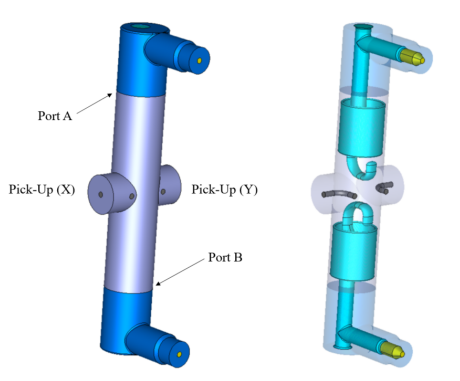 Port A
Pick-Up (X)
Pick-Up (Y)
Port B